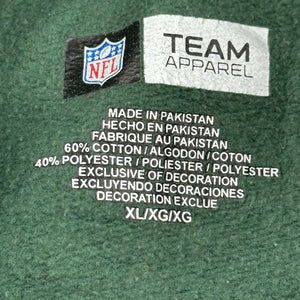 NFL
TEAM
APPAREL
MADE IN PAKISTAN
HECHO EN PAKISTAN
FABRIQUE AU PAKISTAN
60% COTTON / ALGODON / COTON
40% POLYESTER / POLIESTER / POLYESTER
EXCLUSIVE OF DECORATION
EXCLUYENDO DECORACIONES
DECORATION EXCLUE
XL/XG/XG